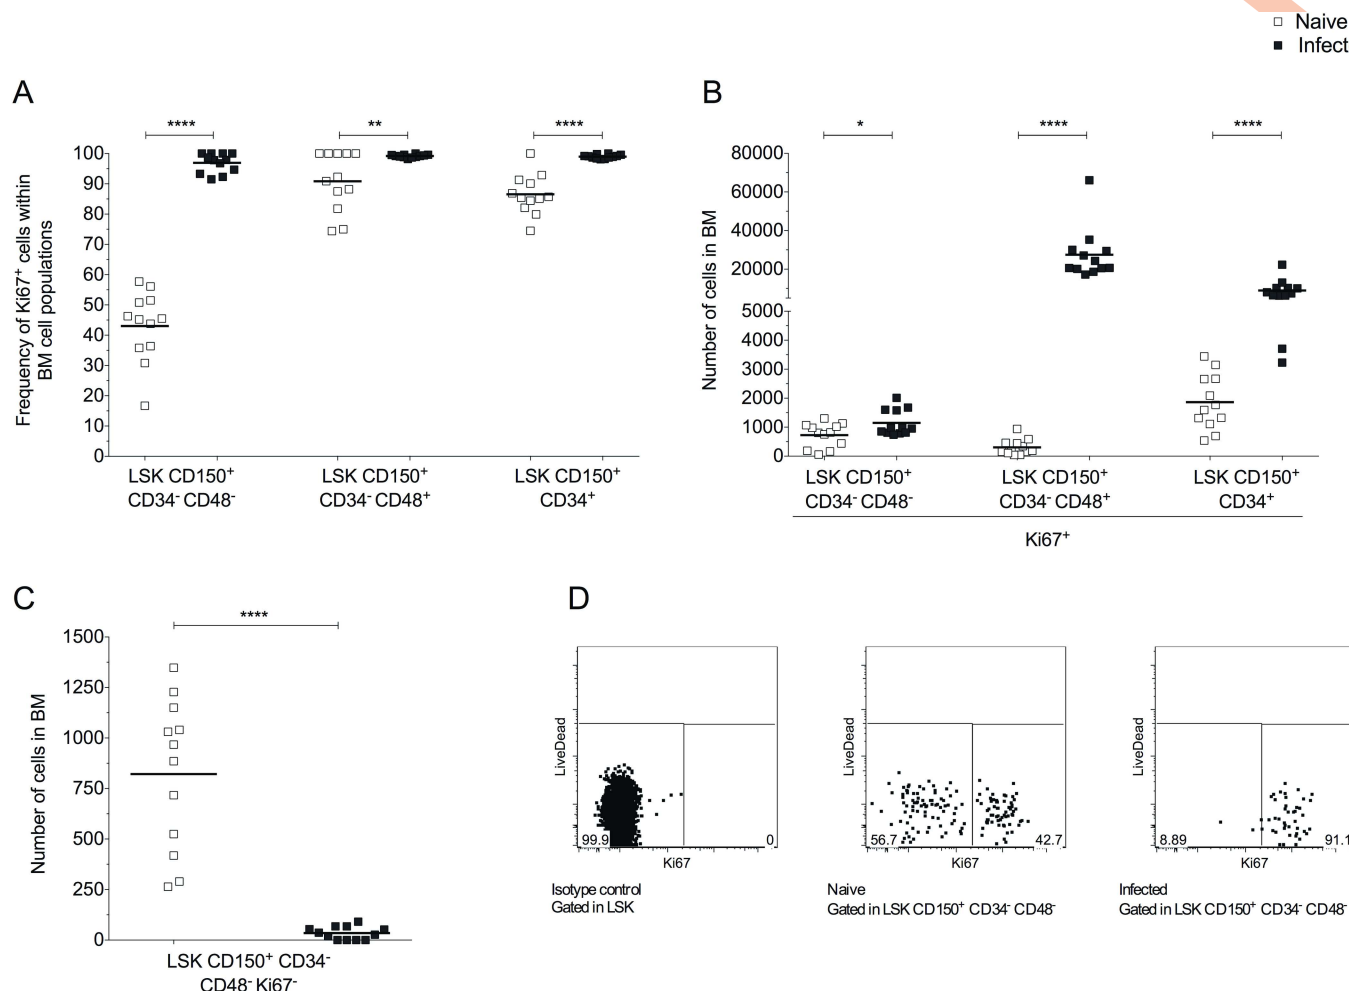 Naive
Infect
A
B
**** ** ****
* **** ****
Frequency of Ki67⁺ cells within
BM cell populations
100
90
80
70
60
50
40
30
20
10
0
LSK CD150⁺ LSK CD150⁺ LSK CD150⁺
CD34⁻ CD48⁻ CD34⁻ CD48⁺ CD34⁺
Number of cells in BM
80000
60000
40000
20000
5000
4000
3000
2000
1000
0
LSK CD150⁺ LSK CD150⁺ LSK CD150⁺
CD34⁻ CD48⁻ CD34⁻ CD48⁺ CD34⁺
Ki67⁺
C
****
Number of cells in BM
1500
1250
1000
750
500
250
0
LSK CD150⁺ CD34⁻
CD48⁻ Ki67⁻
D
LiveDead
99.9 0
Ki67
Isotype control
Gated in LSK
LiveDead
56.7 42.7
Ki67
Naive
Gated in LSK CD150⁺ CD34⁻ CD48⁻
LiveDead
8.89 91.1
Ki67
Infected
Gated in LSK CD150⁺ CD34⁻ CD48⁻